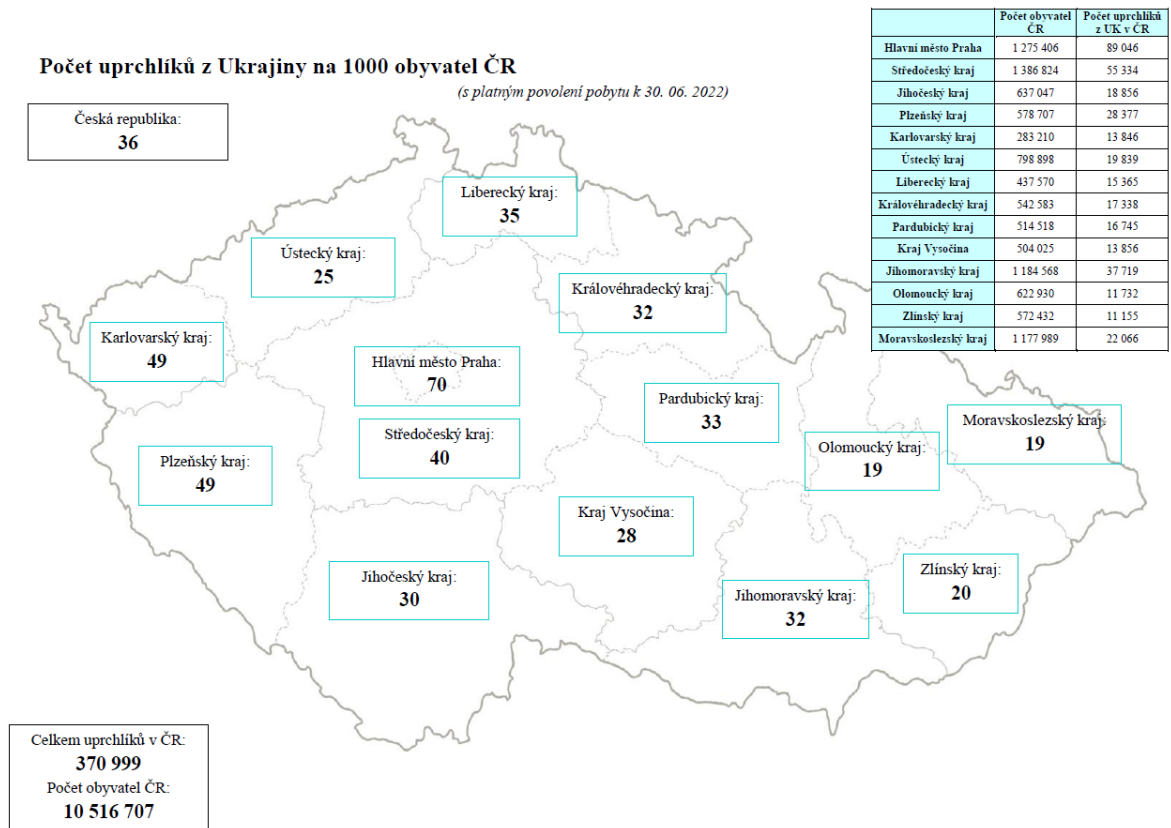 Počet uprchlíků z Ukrajiny na 1000 obyvatel ČR
(s platným povolení pobytu k 30. 06. 2022)
Česká republika:
36
Počet obyvatel ČR Počet uprchlíků z UK v ČR
Hlavní město Praha 1 275 406 89 046
Středočeský kraj 1 386 824 55 334
Jihočeský kraj 637 047 18 856
Plzeňský kraj 578 707 28 377
Karlovarský kraj 283 210 13 846
Ústecký kraj 798 898 19 839
Liberecký kraj 437 570 15 365
Královéhradecký kraj 542 583 17 338
Pardubický kraj 514 518 16 745
Kraj Vysočina 504 025 13 856
Jihomoravský kraj 1 184 568 37 719
Olomoucký kraj 622 930 11 732
Zlínský kraj 572 432 11 155
Moravskoslezský kraj 1 177 989 22 066
Liberecký kraj:
35
Ústecký kraj:
25
Královéhradecký kraj:
32
Karlovarský kraj:
49
Hlavní město Praha:
70
Pardubický kraj:
33
Moravskoslezský kraj:
19
Středočeský kraj:
40
Olomoucký kraj:
19
Plzeňský kraj:
49
Kraj Vysočina:
28
Zlínský kraj:
20
Jihočeský kraj:
30
Jihomoravský kraj:
32
Celkem uprchlíků v ČR:
370 999
Počet obyvatel ČR:
10 516 707